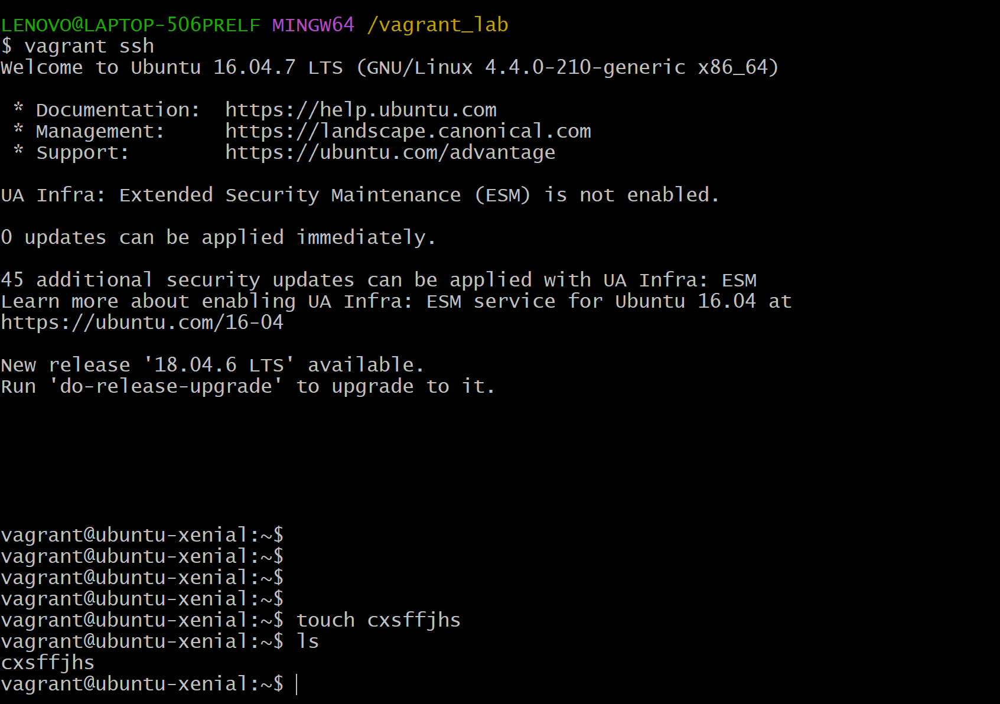 LENOVO@LAPTOP-506PRELF MINGW64 /vagrant_lab
$ vagrant ssh
Welcome to Ubuntu 16.04.7 LTS (GNU/Linux 4.4.0-210-generic x86_64)
* Documentation:  https://help.ubuntu.com
* Management:     https://landscape.canonical.com
* Support:        https://ubuntu.com/advantage
UA Infra: Extended Security Maintenance (ESM) is not enabled.
0 updates can be applied immediately.
45 additional security updates can be applied with UA Infra: ESM
Learn more about enabling UA Infra: ESM service for Ubuntu 16.04 at
https://ubuntu.com/16-04
New release '18.04.6 LTS' available.
Run 'do-release-upgrade' to upgrade to it.
vagrant@ubuntu-xenial:~$
vagrant@ubuntu-xenial:~$
vagrant@ubuntu-xenial:~$
vagrant@ubuntu-xenial:~$
vagrant@ubuntu-xenial:~$ touch cxsffjhs
vagrant@ubuntu-xenial:~$ ls
cxsffjhs
vagrant@ubuntu-xenial:~$